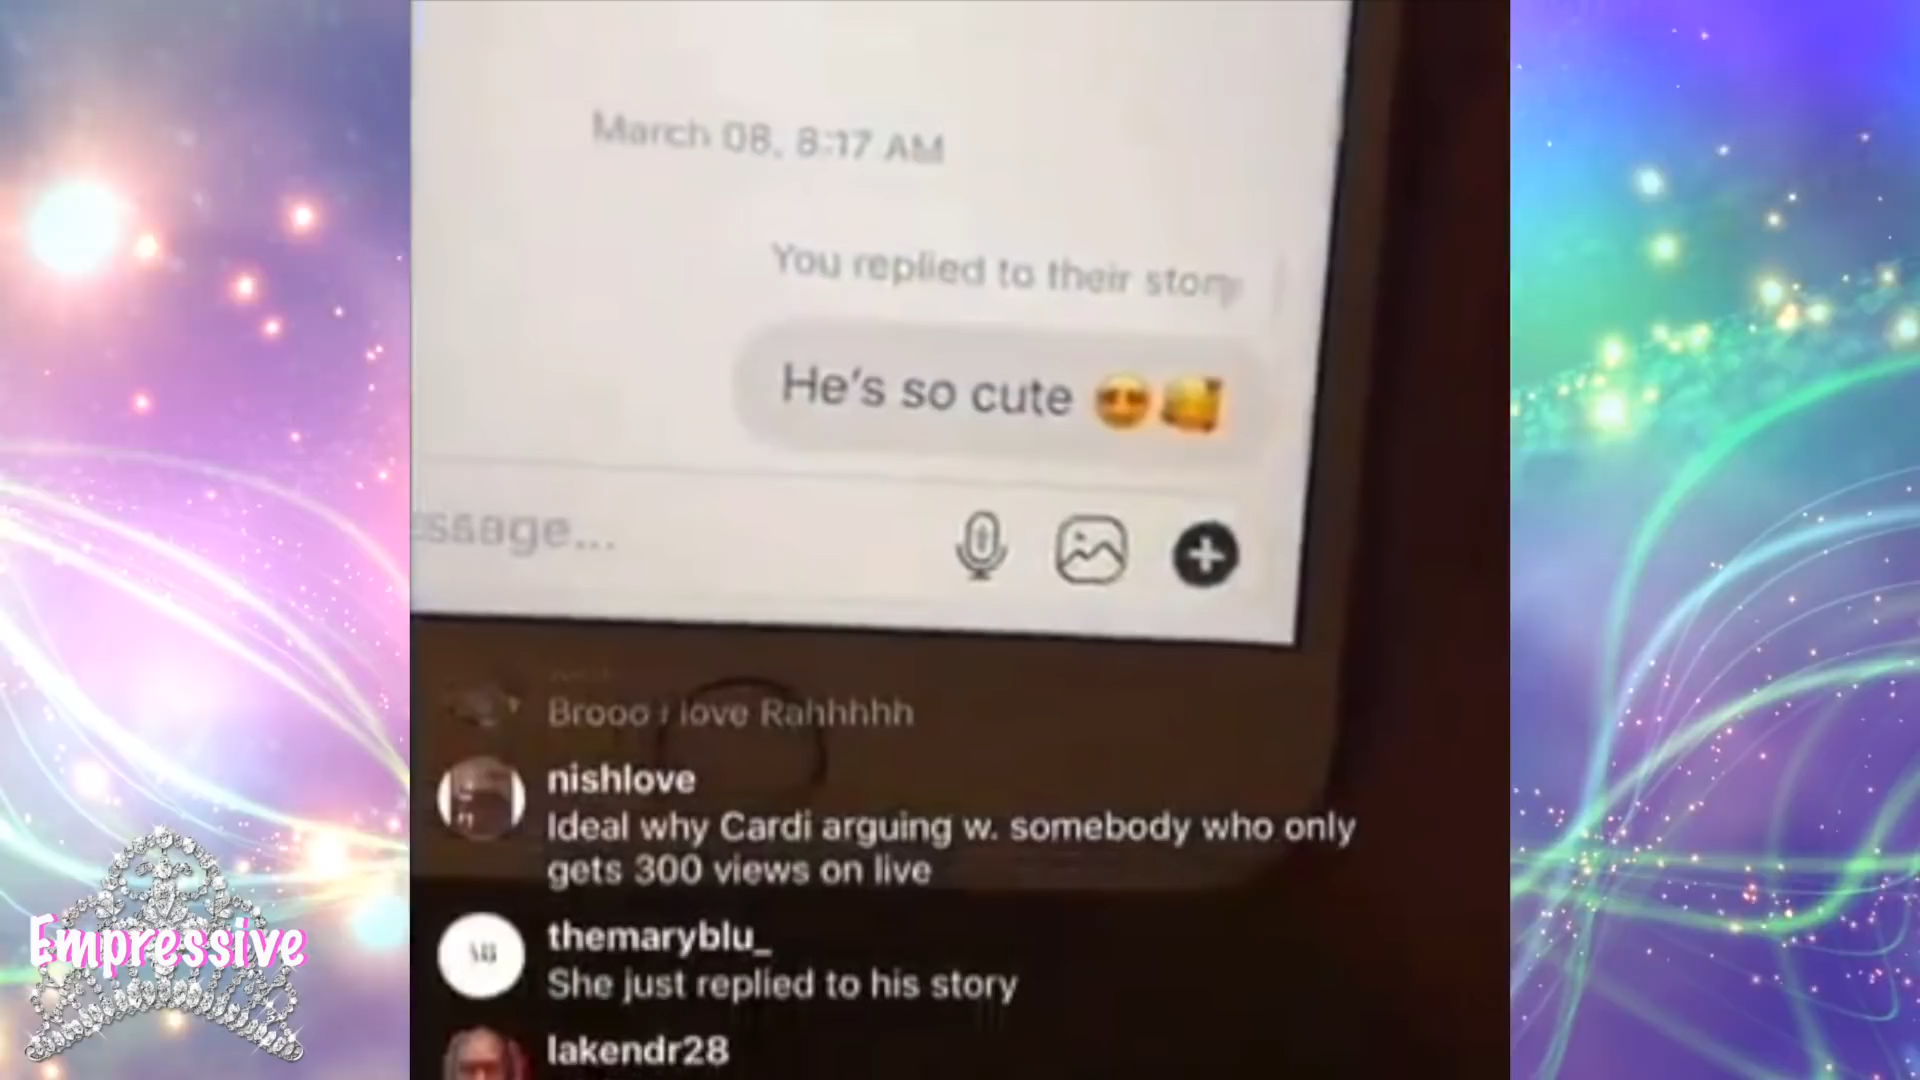 March 08, 8:17 AM
You replied to their story
He's so cute 😍🥰
essage...
Brooo i love Rahhhhh
nishlove
Ideal why Cardi arguing w. somebody who only
gets 300 views on live
themaryblu_
She just replied to his story
lakendr28
Empressive